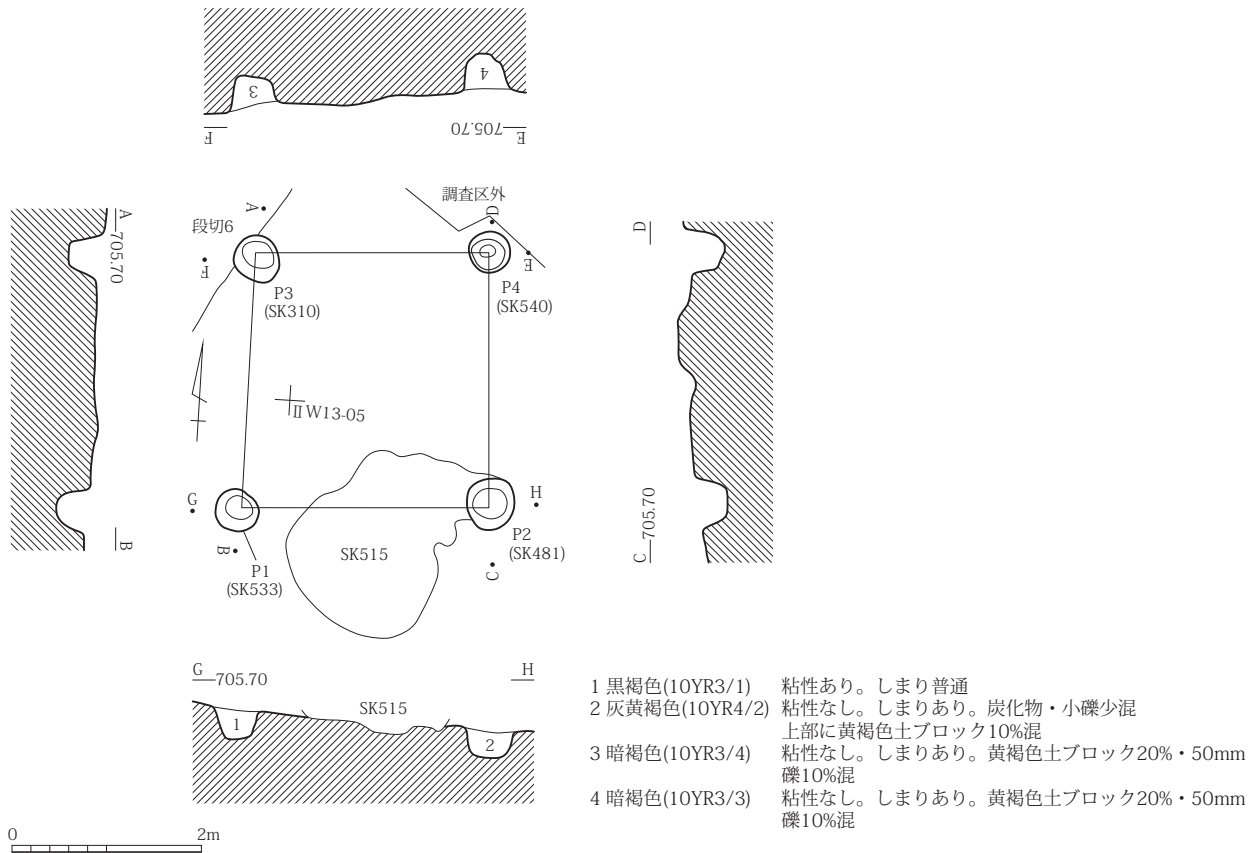 3
4
F
705.70
E
A
705.70
B
調査区外
段切6
A
D
F
E
P3
(SK310)
P4
(SK540)
ⅡW13-05
G
H
B
P1
(SK533)
SK515
P2
(SK481)
C
D
705.70
C
G
705.70
H
SK515
1
2
1 黒褐色(10YR3/1) 粘性あり。しまり普通
2 灰黄褐色(10YR4/2) 粘性なし。しまりあり。炭化物・小礫少混
上部に黄褐色土ブロック10%混
3 暗褐色(10YR3/4) 粘性なし。しまりあり。黄褐色土ブロック20%・50mm
礫10%混
4 暗褐色(10YR3/3) 粘性なし。しまりあり。黄褐色土ブロック20%・50mm
礫10%混
0 2m